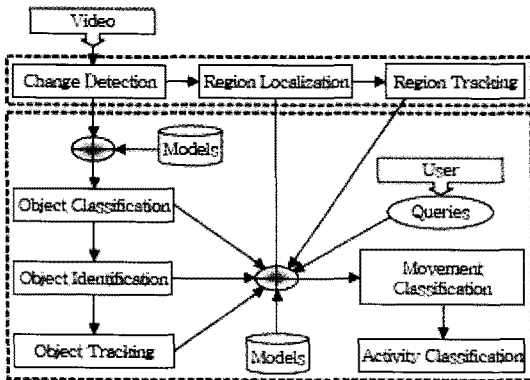 Video
Change Detection
Region Localization
Region Tracking
Models
User
Object Classification
Queries
Object Identification
Movement
Classification
Object Tracking
Models
Activity Classification